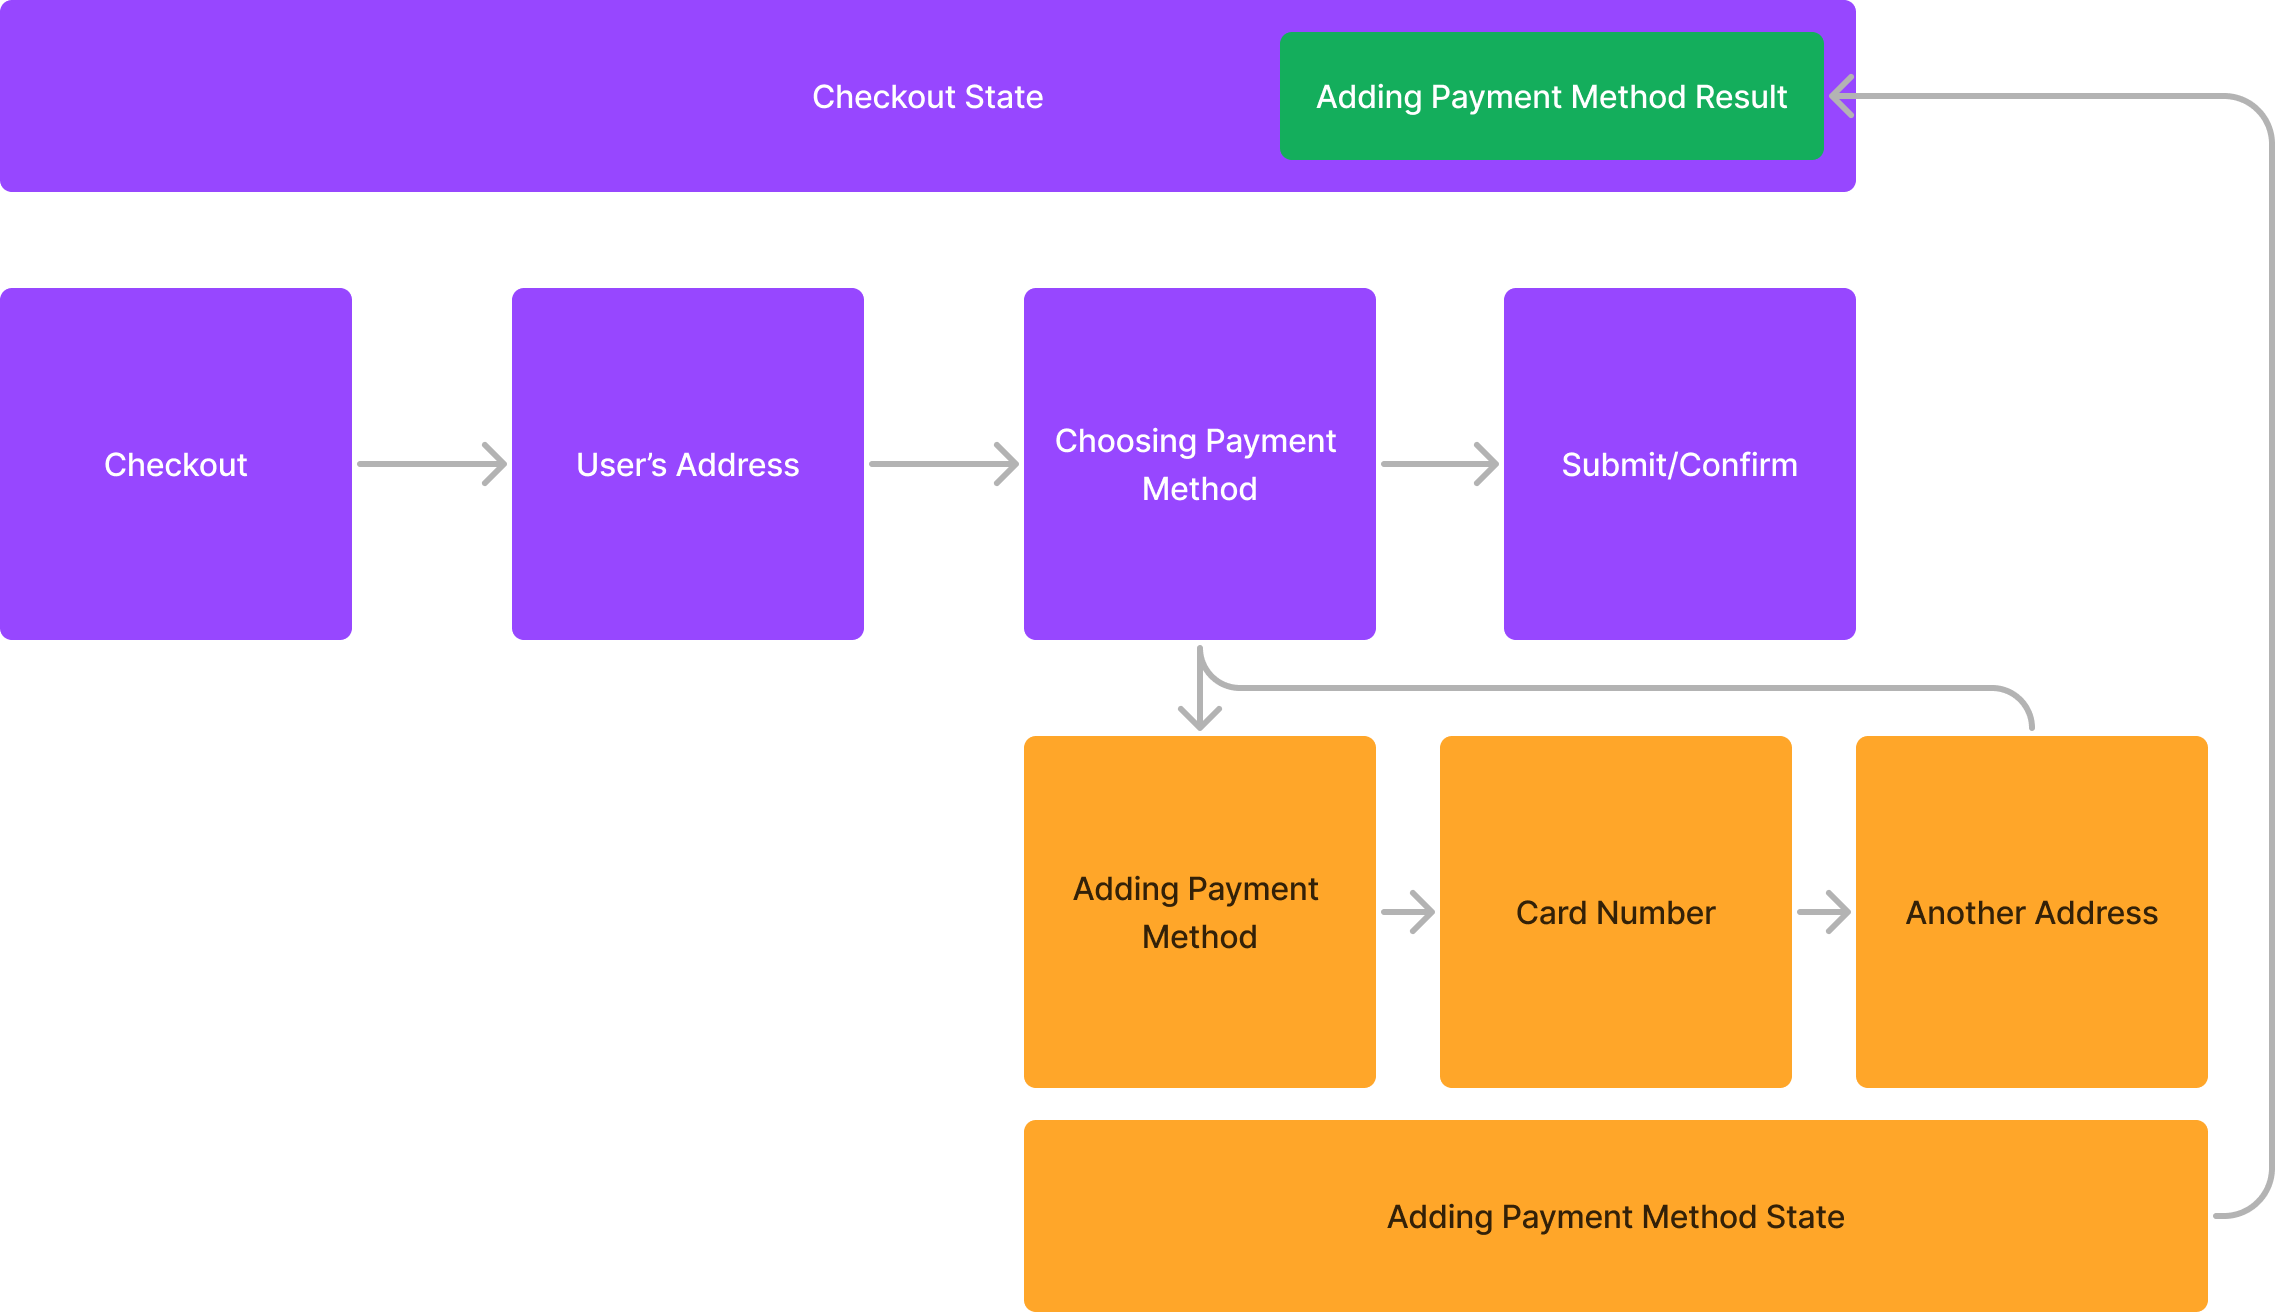 Checkout State
Adding Payment Method Result
Checkout
User’s Address
Choosing Payment
Method
Submit/Confirm
Adding Payment
Method
Card Number
Another Address
Adding Payment Method State